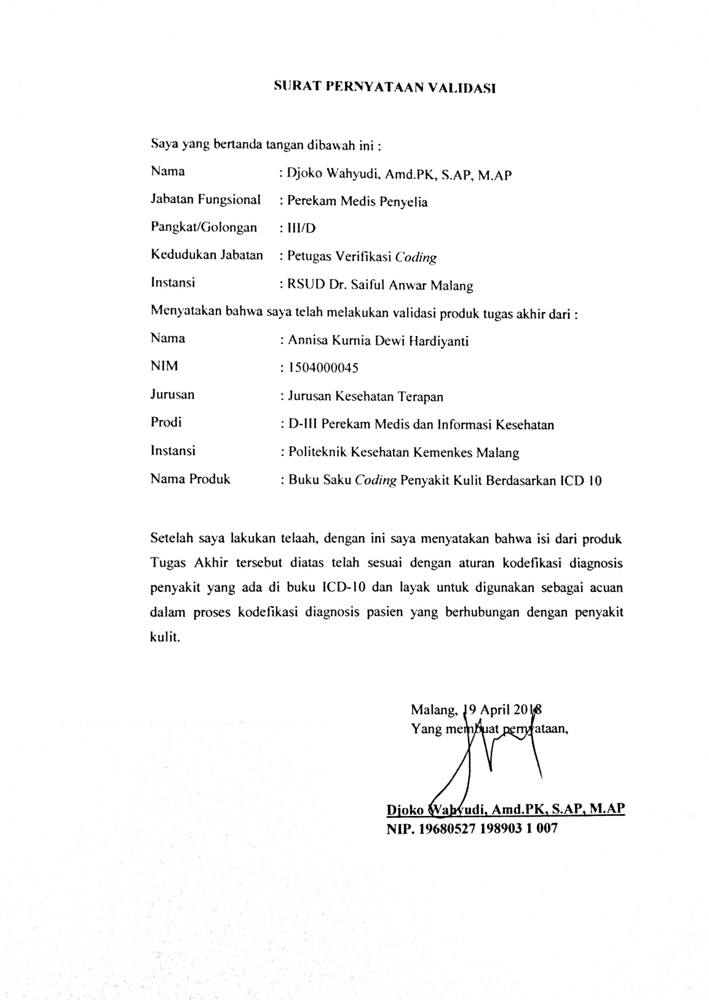 SURAT PERNYATAAN VALIDASI
Saya yang bertanda tangan dibawah ini :
Nama : Djoko Wahyudi, Amd.PK, S.AP, M.AP
Jabatan Fungsional : Perekam Medis Penyelia
Pangkat/Golongan : III/D
Kedudukan Jabatan : Petugas Verifikasi Coding
Instansi : RSUD Dr. Saiful Anwar Malang
Menyatakan bahwa saya telah melakukan validasi produk tugas akhir dari :
Nama : Annisa Kurnia Dewi Hardiyanti
NIM : 1504000045
Jurusan : Jurusan Kesehatan Terapan
Prodi : D-III Perekam Medis dan Informasi Kesehatan
Instansi : Politeknik Kesehatan Kemenkes Malang
Nama Produk : Buku Saku Coding Penyakit Kulit Berdasarkan ICD 10
Setelah saya lakukan telaah, dengan ini saya menyatakan bahwa isi dari produk
Tugas Akhir tersebut diatas telah sesuai dengan aturan kodefikasi diagnosis
penyakit yang ada di buku ICD-10 dan layak untuk digunakan sebagai acuan
dalam proses kodefikasi diagnosis pasien yang berhubungan dengan penyakit
kulit.
Malang, 19 April 2018
Yang membuat pernyataan,
Djoko Wahyudi, Amd.PK, S.AP, M.AP
NIP. 19680527 198903 1 007